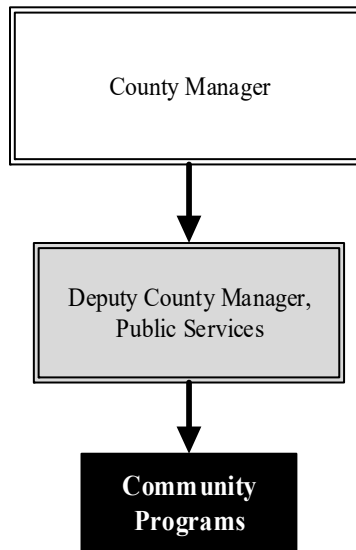 County Manager
Deputy County Manager,
Public Services
Community
Programs